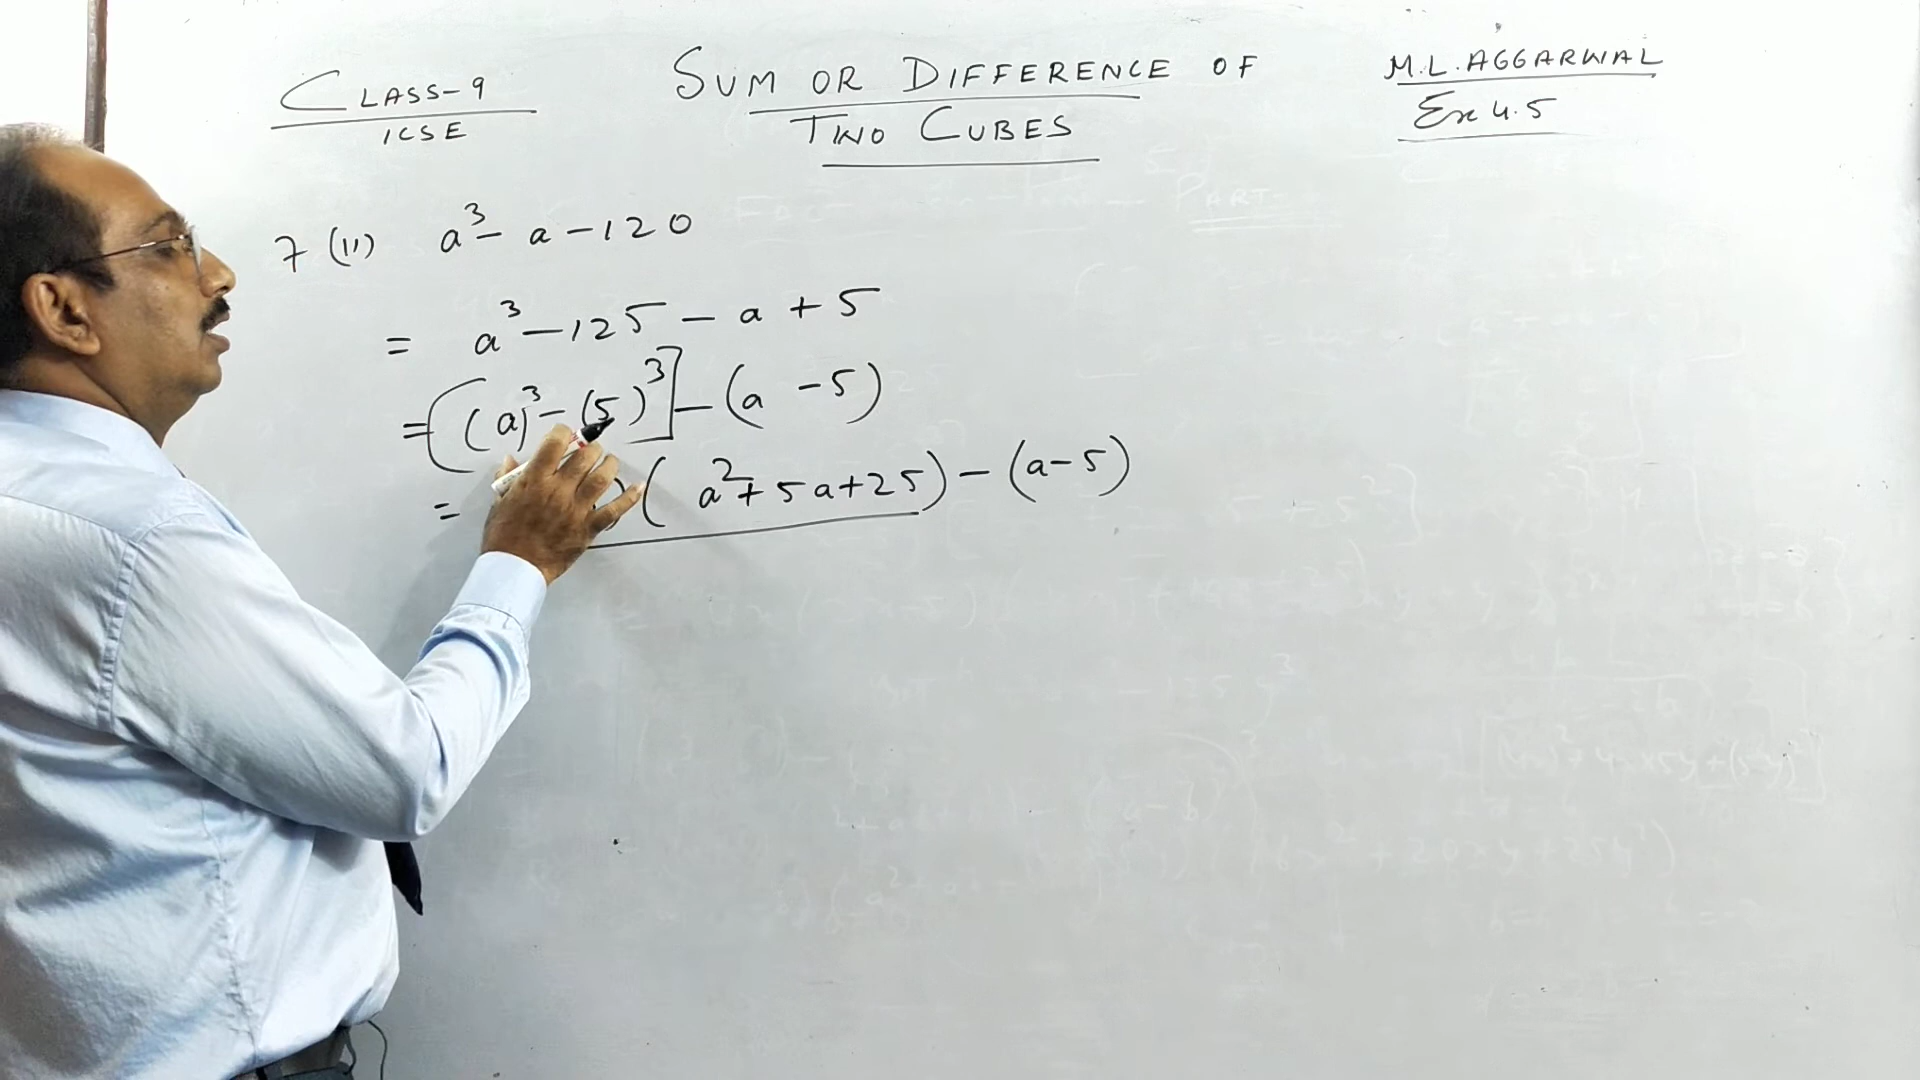 CLASS-9
ICSE
SUM OR DIFFERENCE OF
TWO CUBES
M.L. AGGARWAL
Ex 4.5
7 (ii) a³ - a - 120
= a³ - 125 - a + 5
= [(a)³ - (5)³] - (a - 5)
= ) (a² + 5a + 25) - (a - 5)